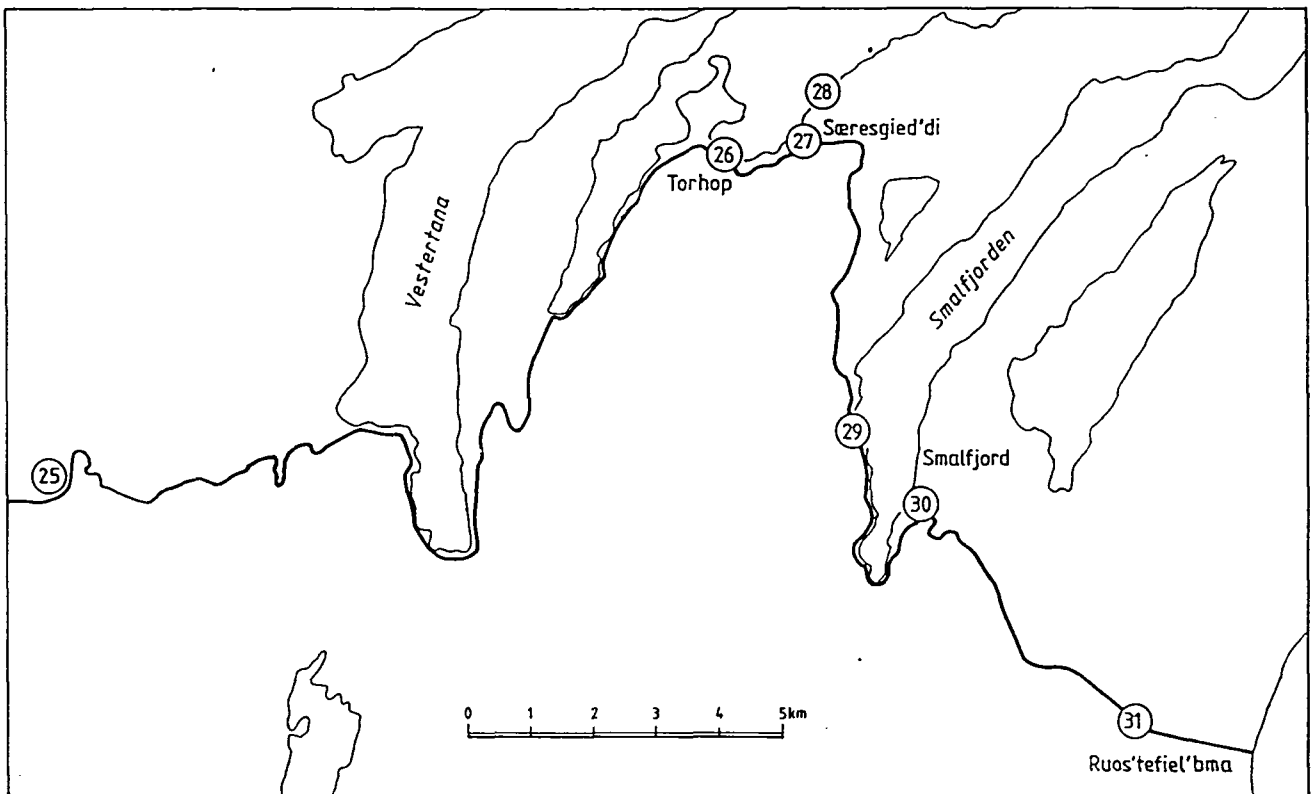 28
Særesgied'di
27
26
Torhop
Vestertana
Smalfjorden
29
Smalfjord
25
30
0 1 2 3 4 5km
31
Ruos'tefiel'bma